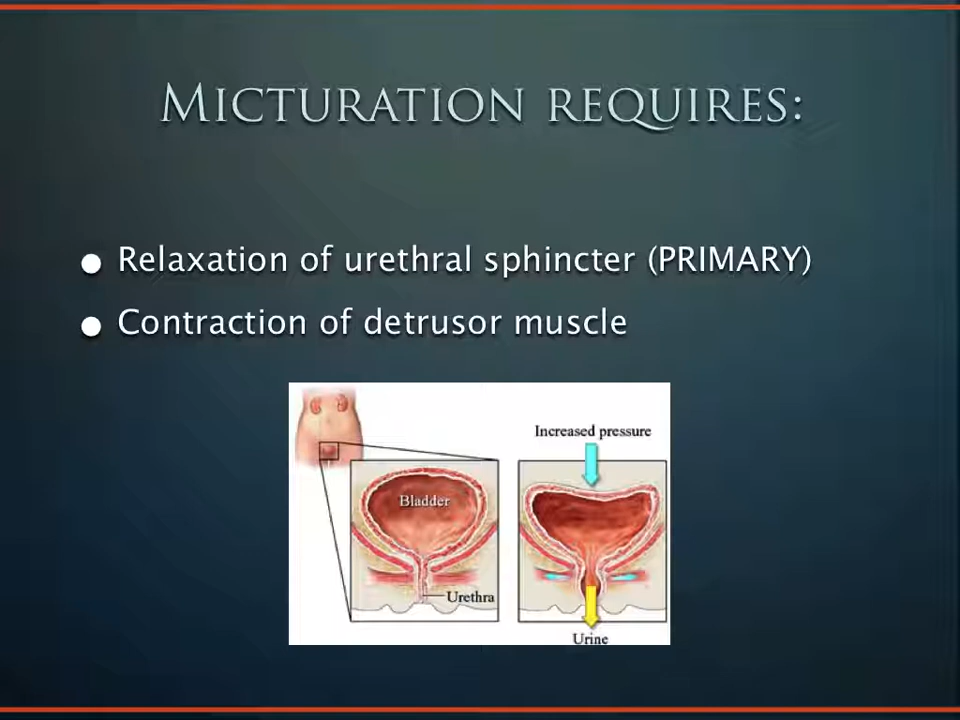 Micturation requires:
• Relaxation of urethral sphincter (PRIMARY)
• Contraction of detrusor muscle
Increased pressure
Bladder
Urethra
Urine